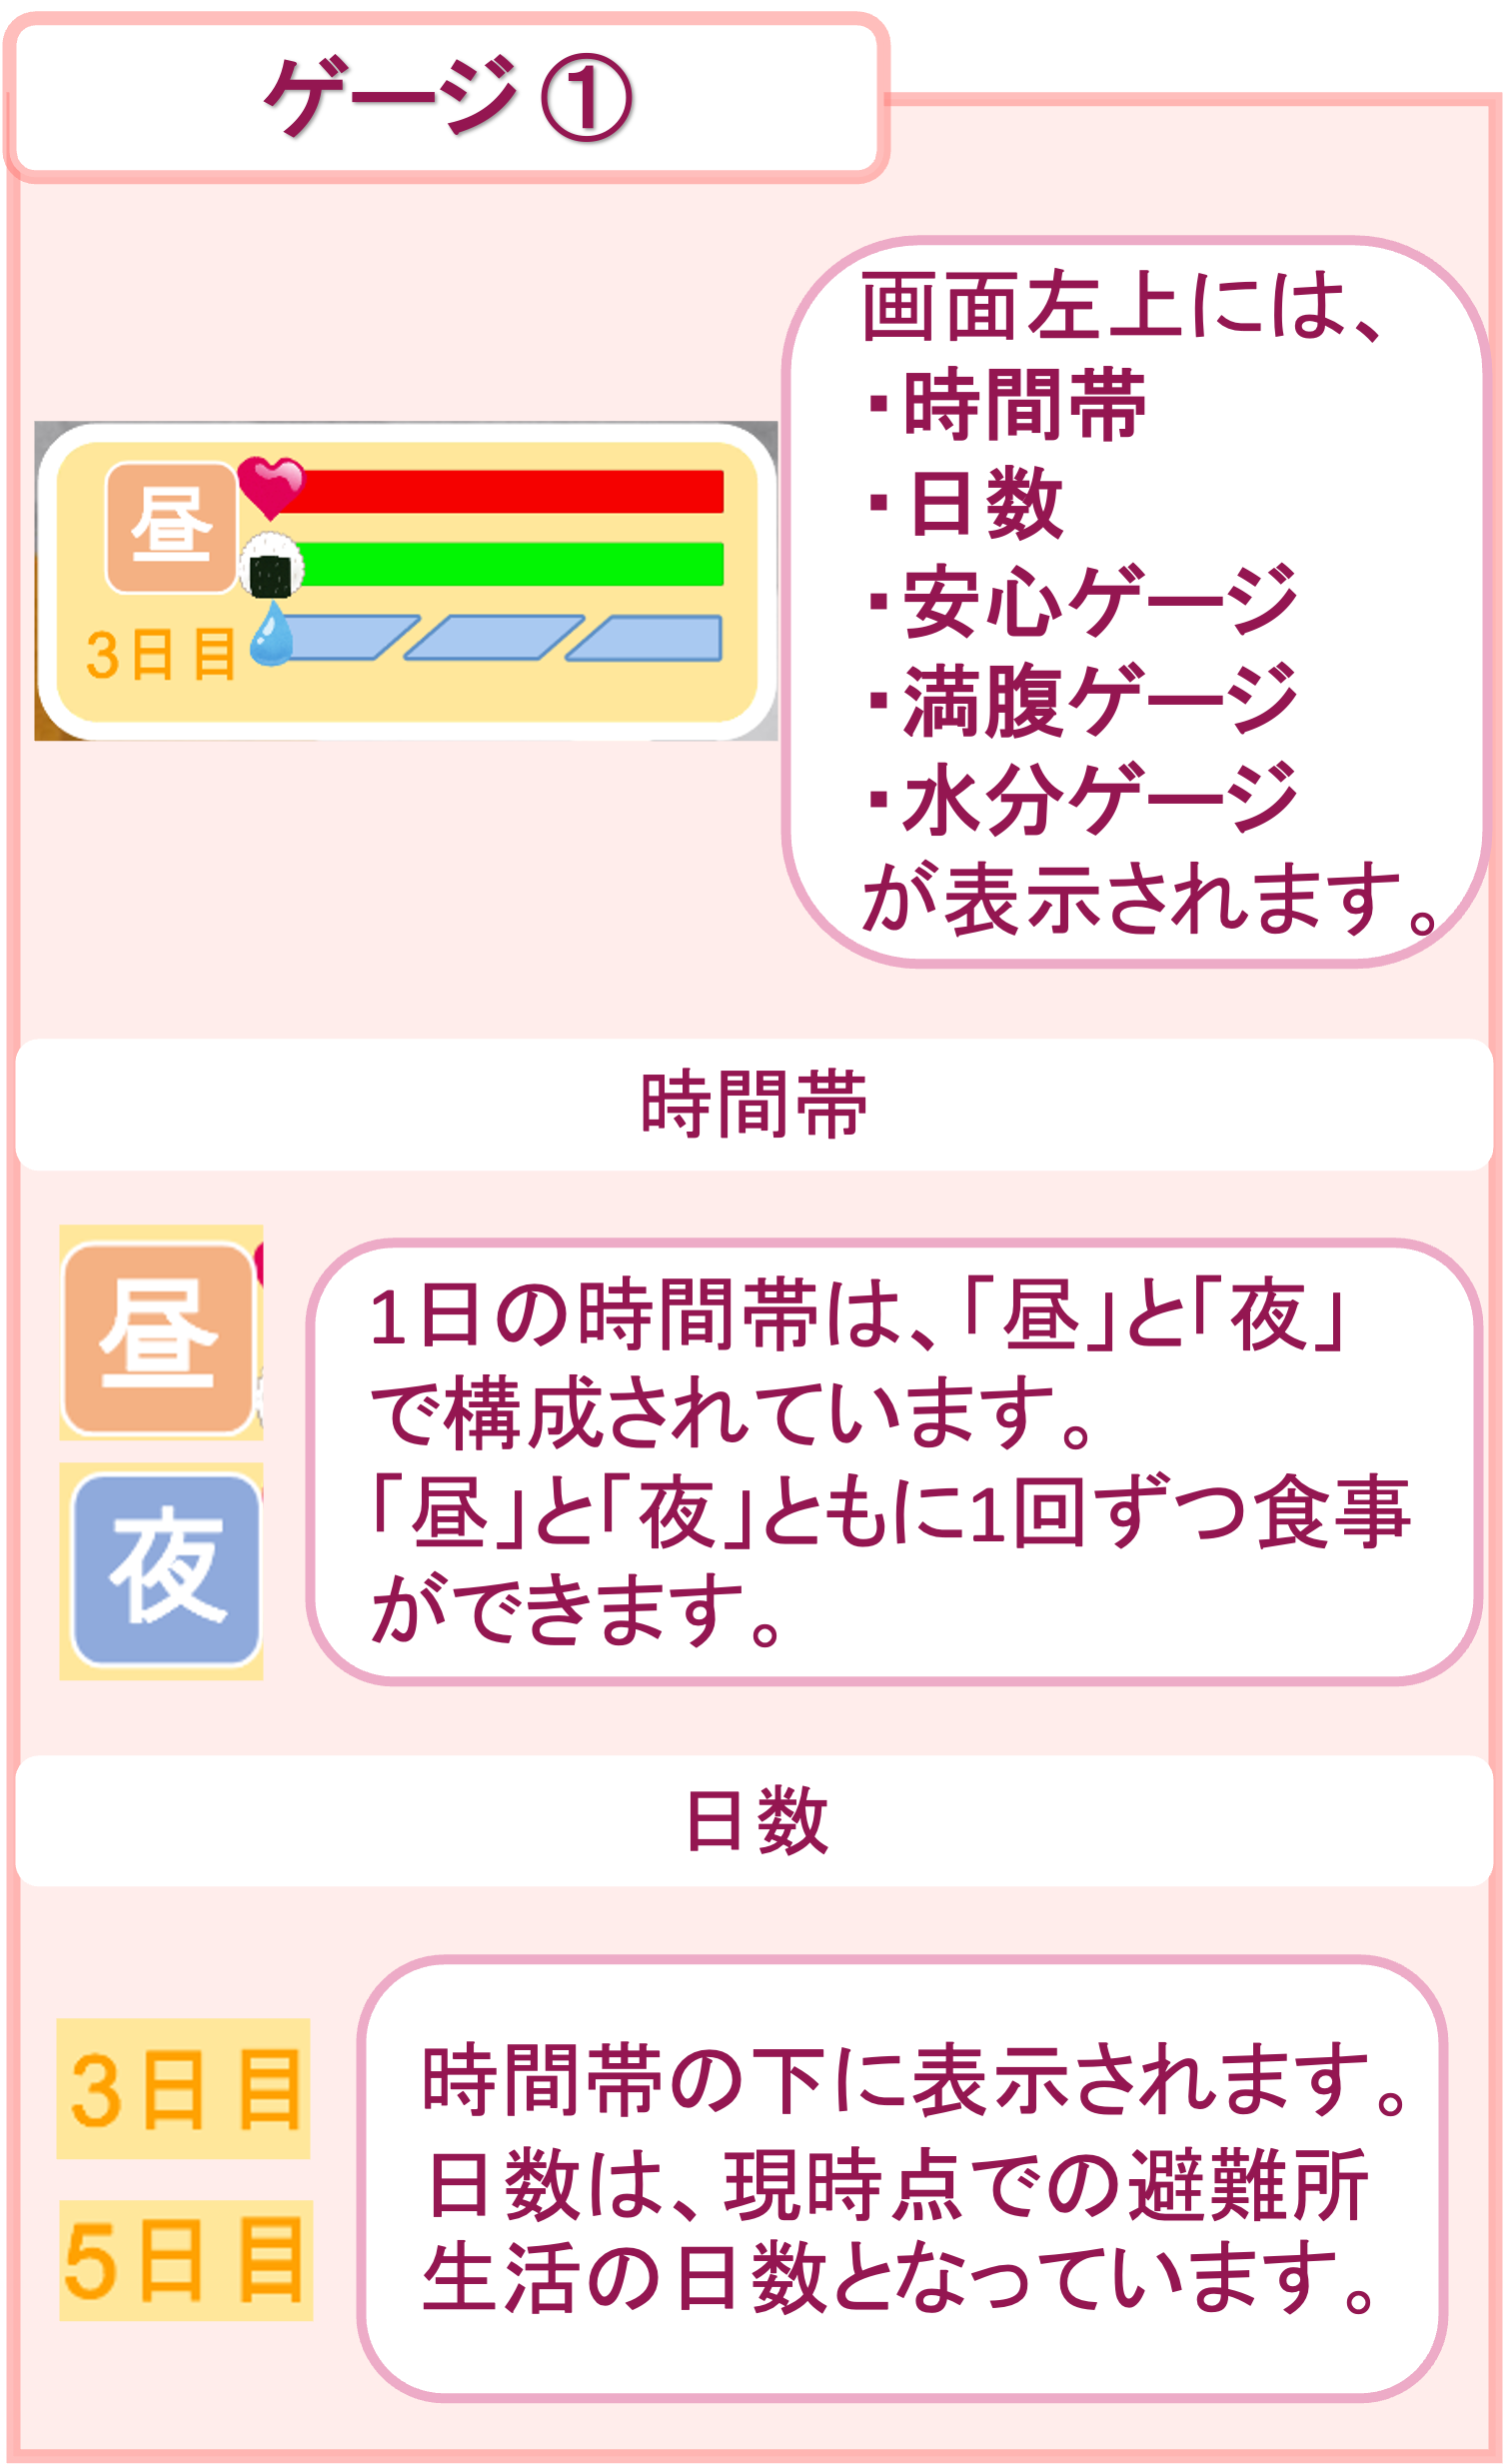 ゲージ ①
画面左上には、
・時間帯
・日数
・安心ゲージ
・満腹ゲージ
・水分ゲージ
が表示されます。
昼
3日目
時間帯
昼
夜
1日の時間帯は、「昼」と「夜」
で構成されています。
「昼」と「夜」ともに1回ずつ食事
ができます。
日数
3日目
5日目
時間帯の下に表示されます。
日数は、現時点での避難所
生活の日数となっています。